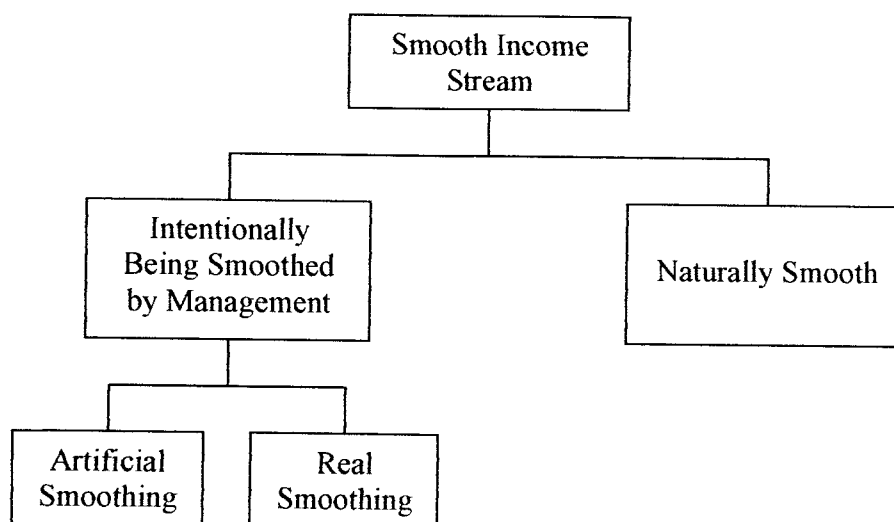 Smooth Income
Stream
Intentionally
Being Smoothed
by Management
Naturally Smooth
Artificial
Smoothing
Real
Smoothing